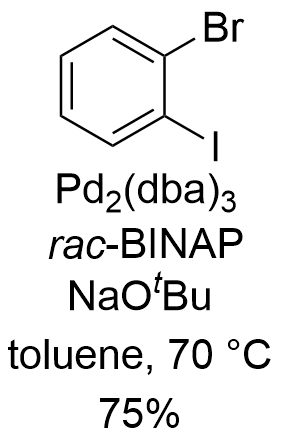 Br
I
Pd₂(dba)₃
rac-BINAP
NaOᵗBu
toluene, 70 °C
75%